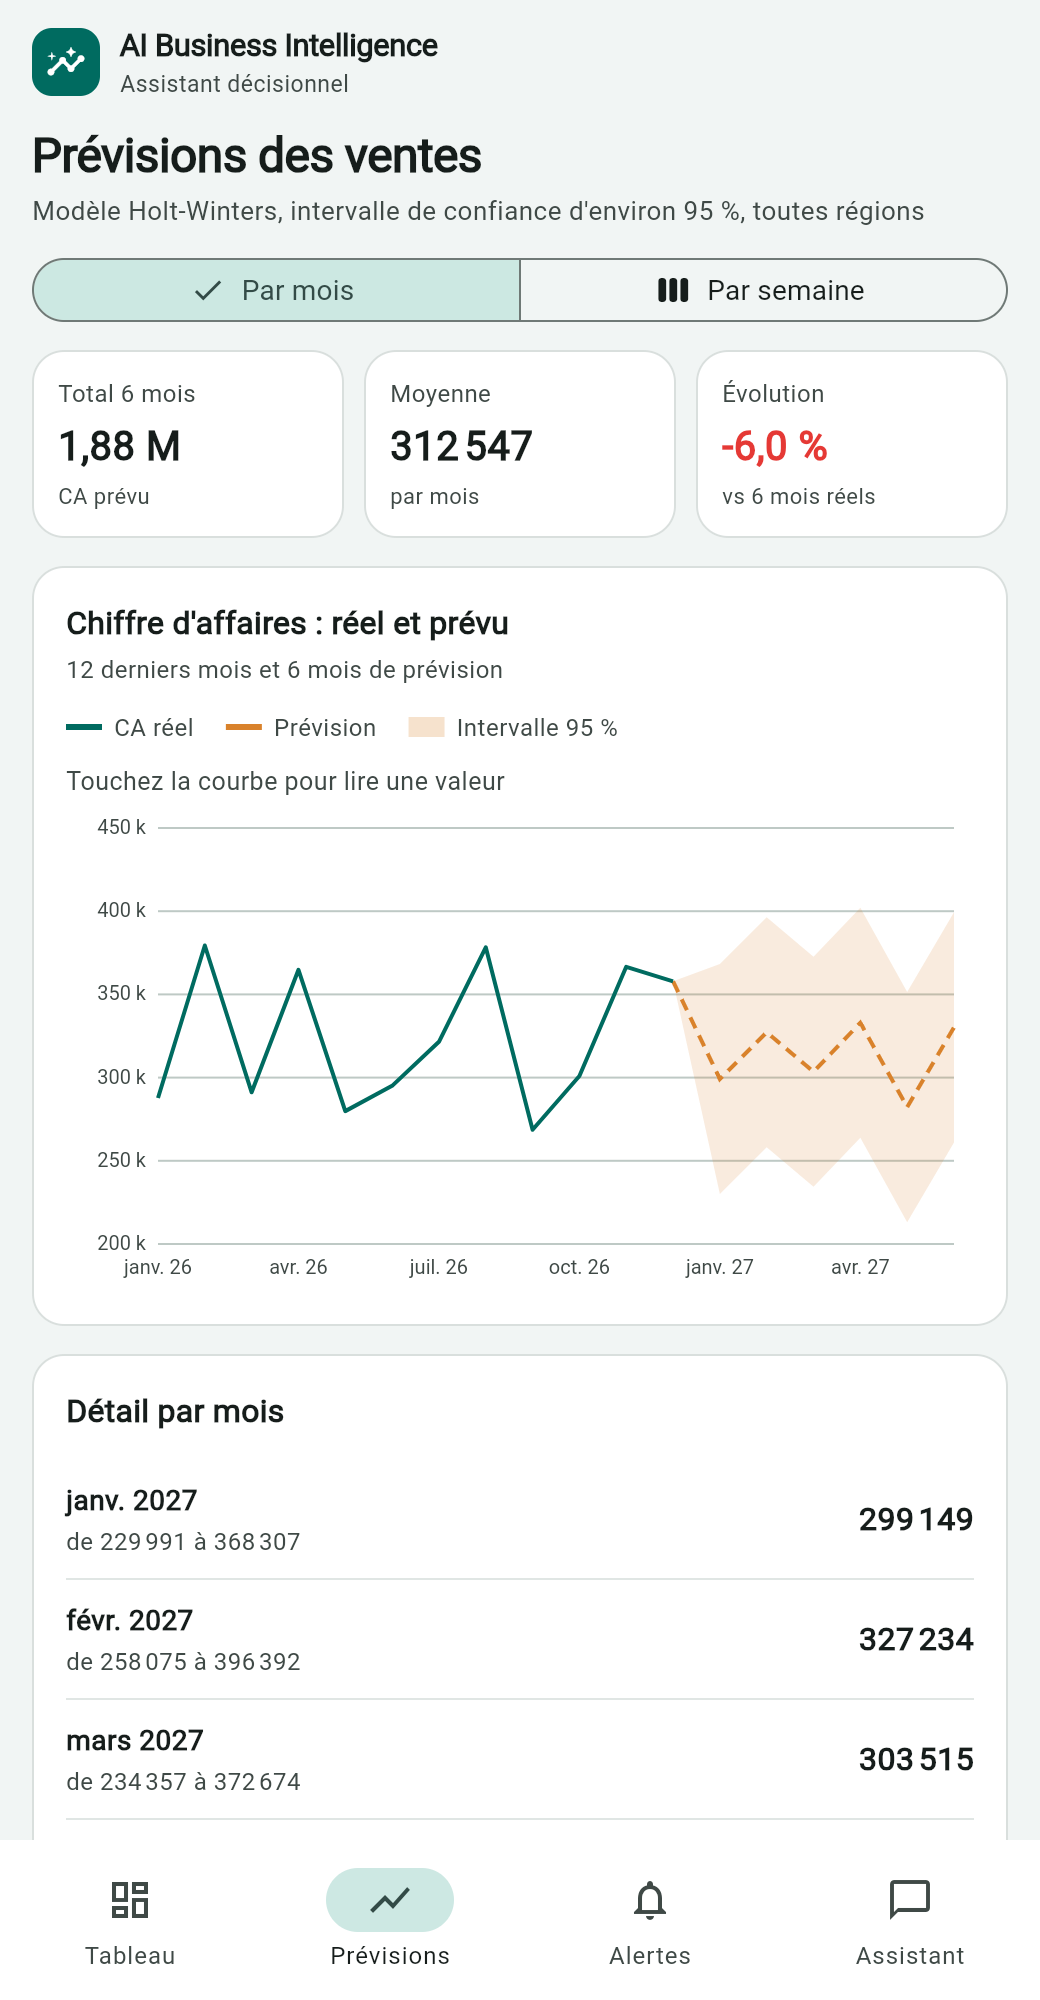 AI Business Intelligence
Assistant décisionnel
Prévisions des ventes
Modèle Holt-Winters, intervalle de confiance d'environ 95 %, toutes régions
Par mois
Par semaine
Total 6 mois
1,88 M
CA prévu
Moyenne
312 547
par mois
Évolution
-6,0 %
vs 6 mois réels
Chiffre d'affaires : réel et prévu
12 derniers mois et 6 mois de prévision
CA réel
Prévision
Intervalle 95 %
Touchez la courbe pour lire une valeur
450 k
400 k
350 k
300 k
250 k
200 k
janv. 26
avr. 26
juil. 26
oct. 26
janv. 27
avr. 27
Détail par mois
janv. 2027
de 229 991 à 368 307
299 149
févr. 2027
de 258 075 à 396 392
327 234
mars 2027
de 234 357 à 372 674
303 515
Tableau
Prévisions
Alertes
Assistant